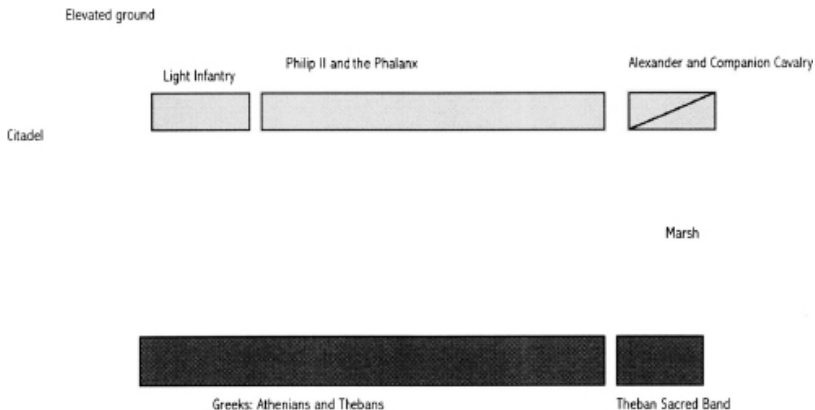 Elevated ground
Philip II and the Phalanx
Alexander and Companion Cavalry
Light Infantry
Citadel
Marsh
Greeks: Athenians and Thebans
Theban Sacred Band